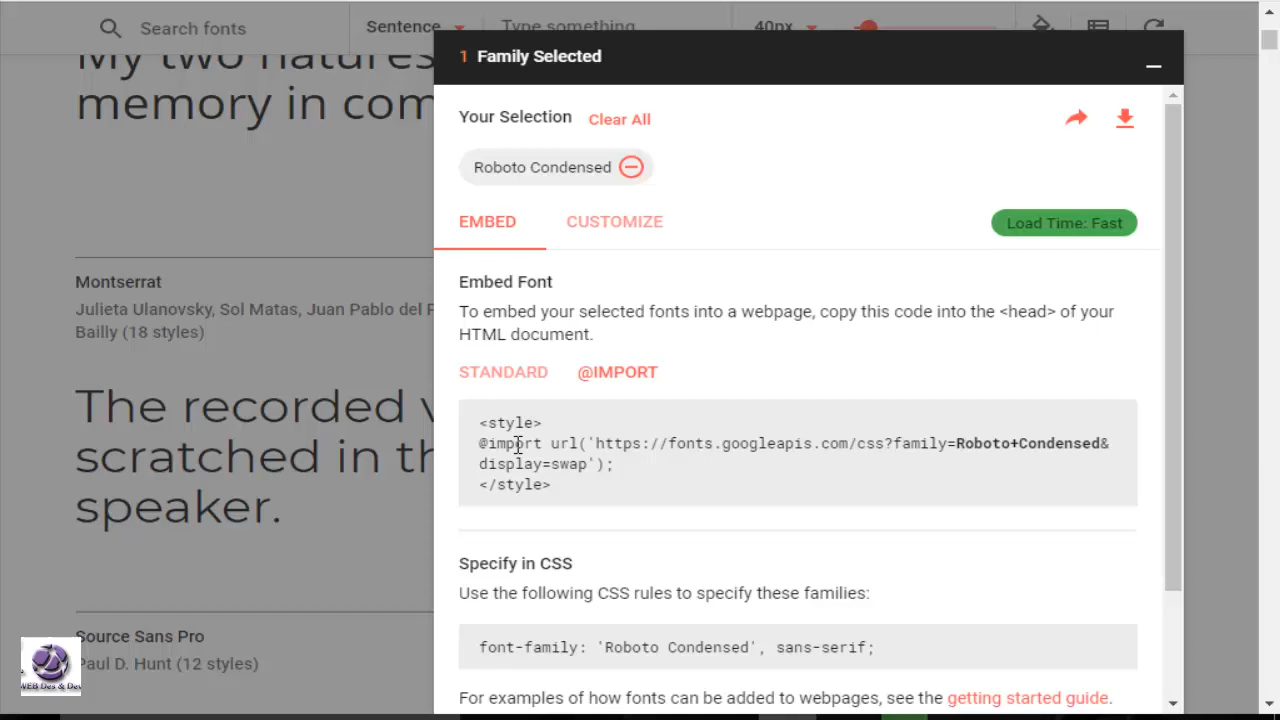 Search fonts
Sentence
Type something
40px
My two natures
memory in com
Montserrat
Julieta Ulanovsky, Sol Matas, Juan Pablo del
Bailly (18 styles)
The recorded
scratched in th
speaker.
Source Sans Pro
Paul D. Hunt (12 styles)
WEB Des & Dev
1 Family Selected
Your Selection Clear All
Roboto Condensed
EMBED CUSTOMIZE Load Time: Fast
Embed Font
To embed your selected fonts into a webpage, copy this code into the <head> of your
HTML document.
STANDARD @IMPORT
<style>
@import url('https://fonts.googleapis.com/css?family=Roboto+Condensed&
display=swap');
</style>
Specify in CSS
Use the following CSS rules to specify these families:
font-family: 'Roboto Condensed', sans-serif;
For examples of how fonts can be added to webpages, see the getting started guide.